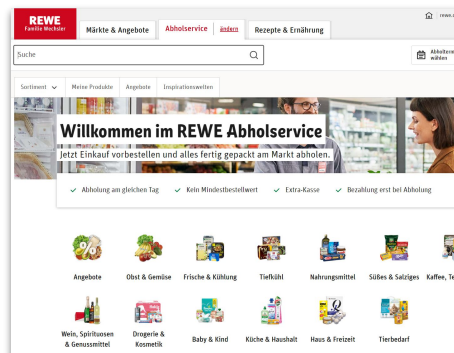 rewe.
REWE
Familie Wechsler
Märkte & Angebote
Abholservice
ändern
Rezepte & Ernährung
Suche
Abholtermin
wählen
Sortiment
Meine Produkte
Angebote
Inspirationswelten
Willkommen im REWE Abholservice
Jetzt Einkauf vorbestellen und alles fertig gepackt am Markt abholen.
Abholung am gleichen Tag
Kein Mindestbestellwert
Extra-Kasse
Bezahlung erst bei Abholung
%
Angebote
Obst & Gemüse
Frische & Kühlung
Tiefkühl
Nahrungsmittel
Süßes & Salziges
Kaffee, Te
Wein, Spirituosen
& Genussmittel
Drogerie &
Kosmetik
Baby & Kind
Küche & Haushalt
Haus & Freizeit
Tierbedarf